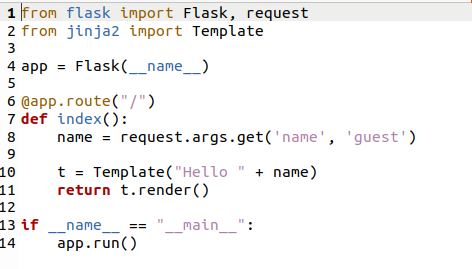 1 from flask import Flask, request
2 from jinja2 import Template
3
4 app = Flask(__name__)
5
6 @app.route("/")
7 def index():
8     name = request.args.get('name', 'guest')
9
10     t = Template("Hello " + name)
11     return t.render()
12
13 if __name__ == "__main__":
14     app.run()